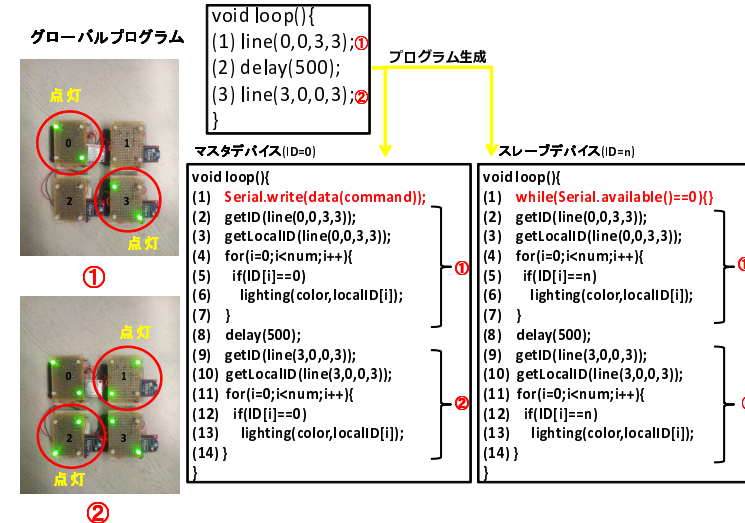 グローバルプログラム
void loop(){
(1) line(0,0,3,3);①
(2) delay(500);
(3) line(3,0,0,3);②
}
プログラム生成
点灯
0
1
2
3
点灯
①
点灯
0
1
2
3
点灯
②
マスタデバイス(ID=0)
void loop(){
(1) Serial.write(data(command));
(2) getID(line(0,0,3,3));
(3) getLocalID(line(0,0,3,3));
(4) for(i=0;i<num;i++){
(5) if(ID[i]==0)
(6) lighting(color,localID[i]);
(7) }
(8) delay(500);
(9) getID(line(3,0,0,3));
(10) getLocalID(line(3,0,0,3));
(11) for(i=0;i<num;i++){
(12) if(ID[i]==0)
(13) lighting(color,localID[i]);
(14) }
}
①
②
スレーブデバイス(ID=n)
void loop(){
(1) while(Serial.available()==0){}
(2) getID(line(0,0,3,3));
(3) getLocalID(line(0,0,3,3));
(4) for(i=0;i<num;i++){
(5) if(ID[i]==n)
(6) lighting(color,localID[i]);
(7) }
(8) delay(500);
(9) getID(line(3,0,0,3));
(10) getLocalID(line(3,0,0,3));
(11) for(i=0;i<num;i++){
(12) if(ID[i]==n)
(13) lighting(color,localID[i]);
(14) }
}
①